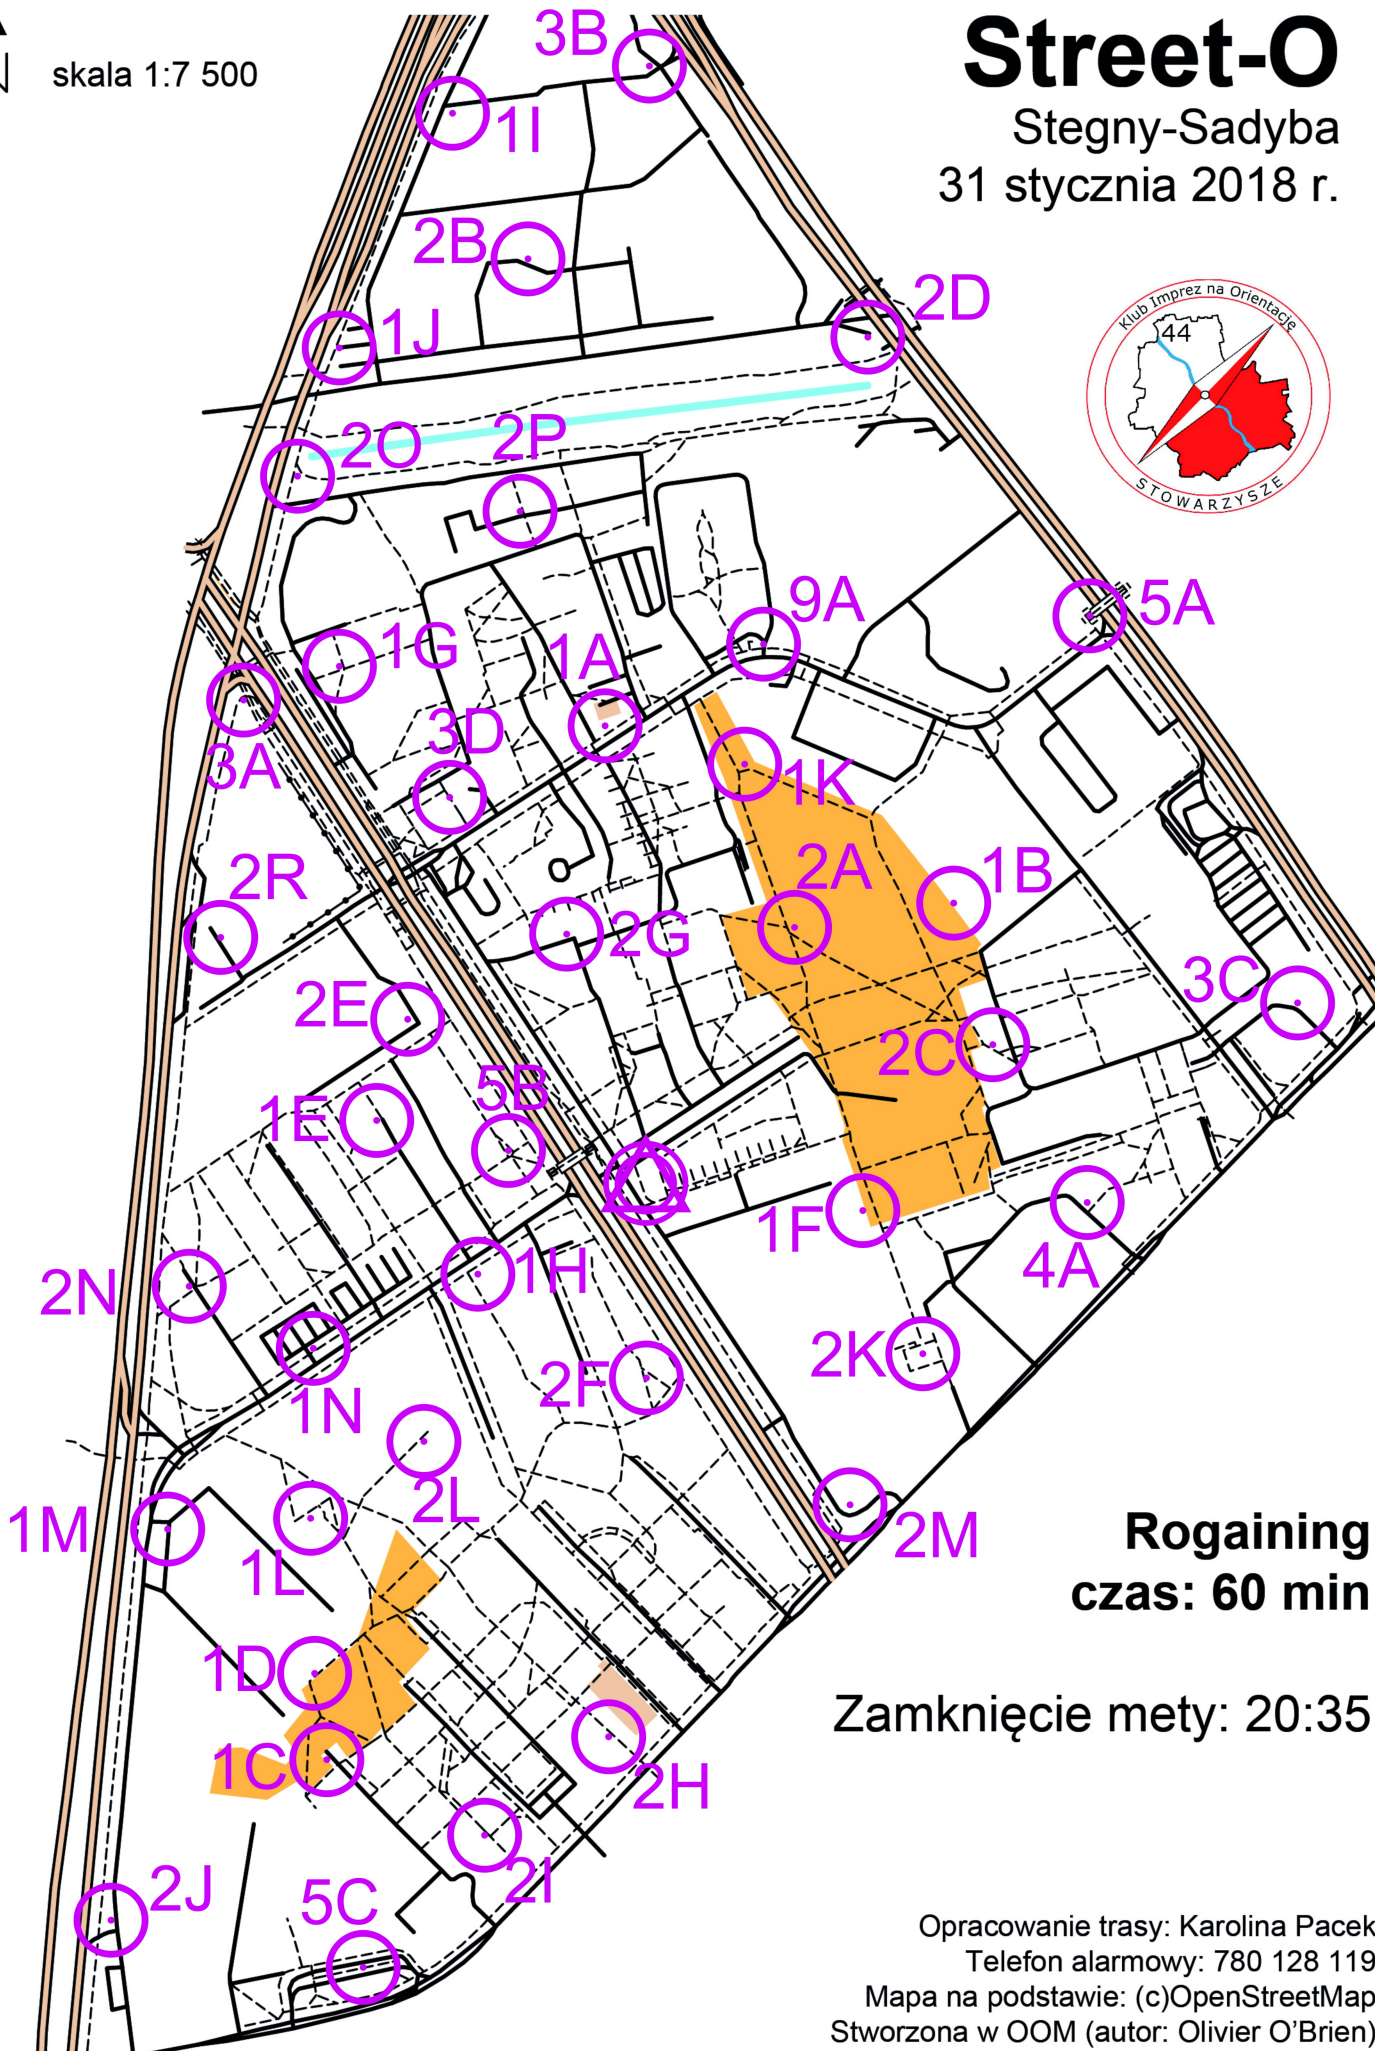 Street-O
Stegny-Sadyba
31 stycznia 2018 r.
skala 1:7 500
3B
1I
2B
2D
1J
Klub Imprez na Orientację
44
STOWARZYSZE
2O
2P
9A
5A
1G
1A
3D
3A
1K
2R
2A
1B
2G
2E
3C
2C
5B
1E
1F
4A
2N
1H
2K
2F
1N
2L
1M
2M
1L
Rogaining
czas: 60 min
1D
Zamknięcie mety: 20:35
1C
2H
2I
2J
5C
Opracowanie trasy: Karolina Pacek
Telefon alarmowy: 780 128 119
Mapa na podstawie: (c)OpenStreetMap
Stworzona w OOM (autor: Olivier O'Brien)